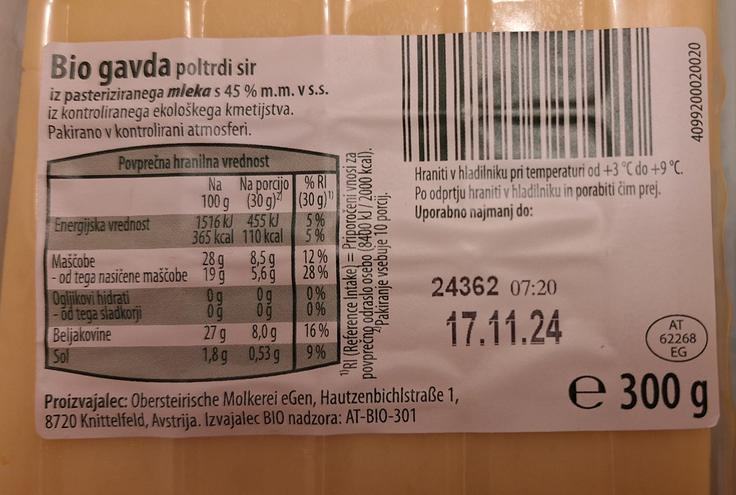 Bio gavda poltrdi sir
iz pasteriziranega mleka s 45 % m.m. v s.s.
iz kontroliranega ekološkega kmetijstva.
Pakirano v kontrolirani atmosferi.
Povprečna hranilna vrednost
Na 100 g Na porcijo (30 g)²⁾ % RI (30 g)¹⁾
Energijska vrednost 1516 kJ 455 kJ 5 %
365 kcal 110 kcal 5 %
Maščobe 28 g 8,5 g 12 %
- od tega nasičene maščobe 19 g 5,6 g 28 %
Ogljikovi hidrati 0 g 0 g 0 %
- od tega sladkorji 0 g 0 g 0 %
Beljakovine 27 g 8,0 g 16 %
Sol 1,8 g 0,53 g 9 %
¹⁾RI (Reference Intake) = Priporočeni vnosi za
povprečno odraslo osebo (8400 kJ / 2000 kcal).
²⁾Pakiranje vsebuje 10 porcij.
Proizvajalec: Obersteirische Molkerei eGen, Hautzenbichlstraße 1,
8720 Knittelfeld, Avstrija. Izvajalec BIO nadzora: AT-BIO-301
4099200020020
Hraniti v hladilniku pri temperaturi od +3 °C do +9 °C.
Po odprtju hraniti v hladilniku in porabiti čim prej.
Uporabno najmanj do:
24362 07:20
17.11.24
AT
62268
EG
e 300 g